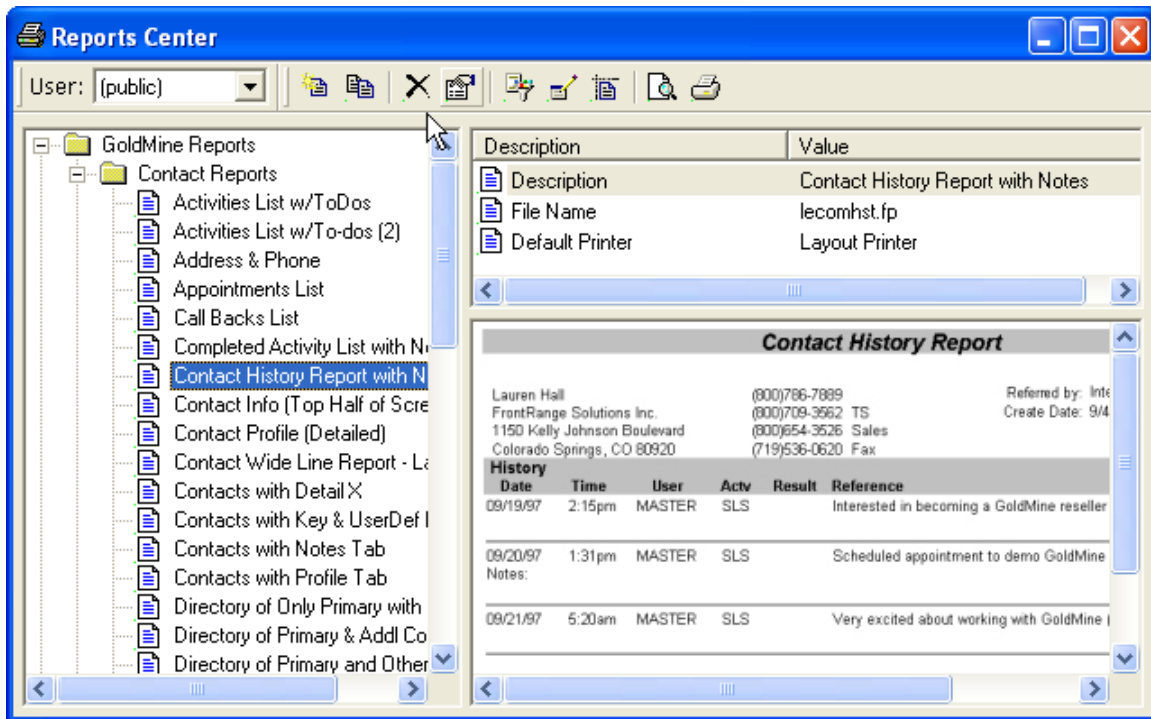 Reports Center
User: (public)
GoldMine Reports
Contact Reports
Activities List w/ToDos
Activities List w/To-dos (2)
Address & Phone
Appointments List
Call Backs List
Completed Activity List with
Contact History Report with N
Contact Info (Top Half of Scre
Contact Profile (Detailed)
Contact Wide Line Report - La
Contacts with Detail X
Contacts with Key & UserDef
Contacts with Notes Tab
Contacts with Profile Tab
Directory of Only Primary with
Directory of Primary & Addl Co
Directory of Primary and Other
Description Value
Description Contact History Report with Notes
File Name lecomhst.fp
Default Printer Layout Printer
Contact History Report
Lauren Hall (800)786-7889 Referred by: Inte
FrontRange Solutions Inc. (800)709-3562 TS Create Date: 9/4
1150 Kelly Johnson Boulevard (800)654-3526 Sales
Colorado Springs, CO 80920 (719)536-0620 Fax
History
Date Time User Actv Result Reference
09/19/97 2:15pm MASTER SLS Interested in becoming a GoldMine reseller
09/20/97 1:31pm MASTER SLS Scheduled appointment to demo GoldMine
Notes:
09/21/97 5:20am MASTER SLS Very excited about working with GoldMine